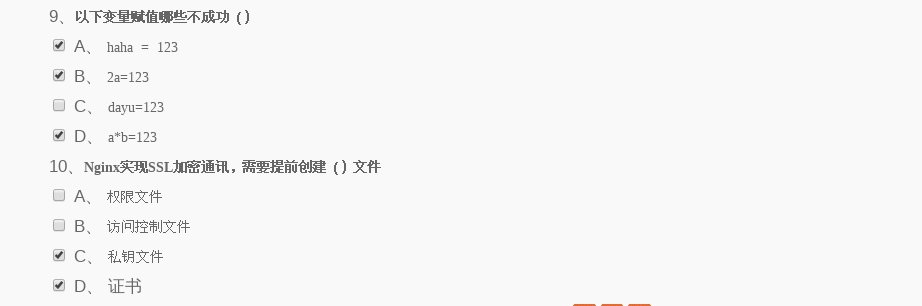 9、以下变量赋值哪些不成功（）
A、 haha = 123
B、 2a=123
C、 dayu=123
D、 a*b=123
10、Nginx实现SSL加密通讯，需要提前创建（）文件
A、 权限文件
B、 访问控制文件
C、 私钥文件
D、 证书